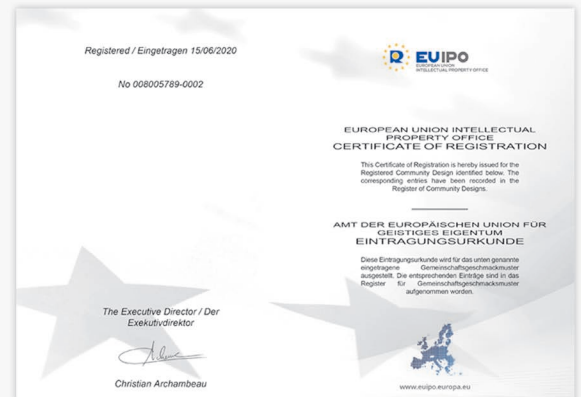 Registered / Eingetragen 15/06/2020
No 008005789-0002
The Executive Director / Der
Exekutivdirektor
Christian Archambeau
EUIPO
EUROPEAN UNION
INTELLECTUAL PROPERTY OFFICE
EUROPEAN UNION INTELLECTUAL
PROPERTY OFFICE
CERTIFICATE OF REGISTRATION
This Certificate of Registration is hereby issued for the
Registered Community Design identified below. The
corresponding entries have been recorded in the
Register of Community Designs.
AMT DER EUROPÄISCHEN UNION FÜR
GEISTIGES EIGENTUM
EINTRAGUNGSURKUNDE
Diese Eintragungsurkunde wird für das unten genannte
eingetragene Gemeinschaftsgeschmacksmuster
ausgestellt. Die entsprechenden Einträge sind in das
Register für Gemeinschaftsgeschmacksmuster
aufgenommen worden.
www.euipo.europa.eu